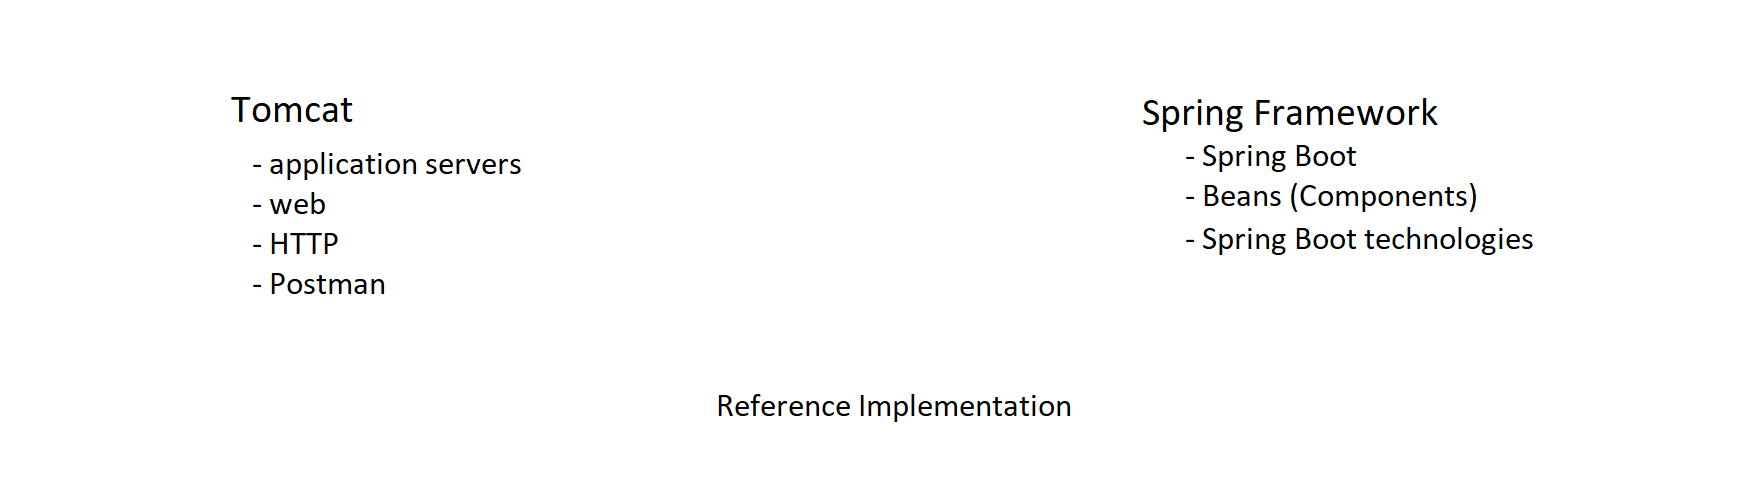 Tomcat
- application servers
- web
- HTTP
- Postman
Spring Framework
- Spring Boot
- Beans (Components)
- Spring Boot technologies
Reference Implementation